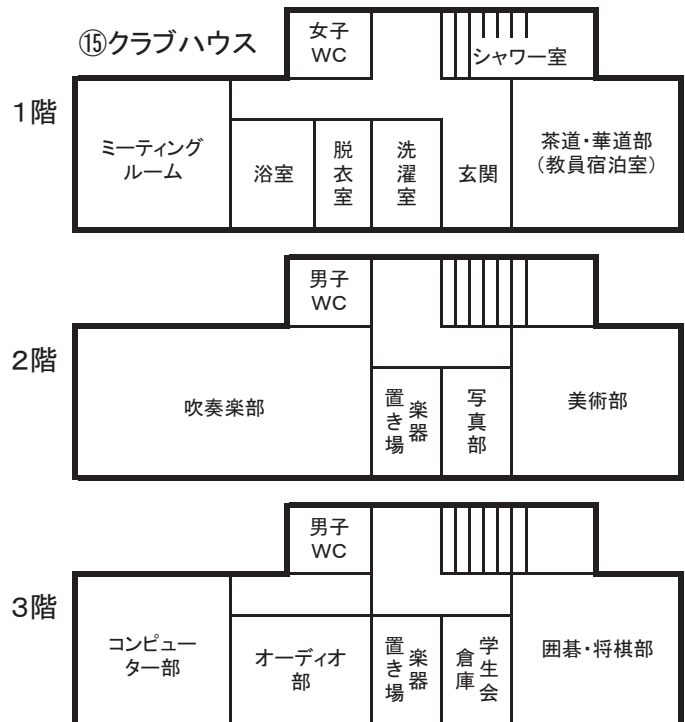 ⑮クラブハウス
女子
WC
シャワー室
1階
ミーティング
ルーム
浴室
脱衣室
洗濯室
玄関
茶道・華道部
(教員宿泊室)
男子
WC
2階
吹奏楽部
楽器
置き場
写真部
美術部
男子
WC
3階
コンピュー
ター部
オーディオ
部
楽器
置き場
学生会
倉庫
囲碁・将棋部